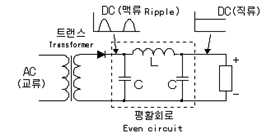 DC(맥류 Ripple)
DC(직류)
트랜스
Transformer
AC
(교류)
L
C
C
+
-
평활회로
Even circuit